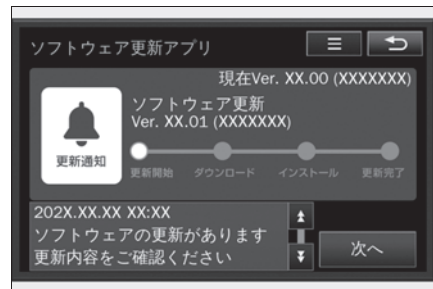 ソフトウェア更新アプリ
現在Ver. XX.00 (XXXXXXX)
ソフトウェア更新
Ver. XX.01 (XXXXXXX)
更新通知
更新開始 ダウンロード インストール 更新完了
202X.XX.XX XX:XX
ソフトウェアの更新があります
更新内容をご確認ください
次へ